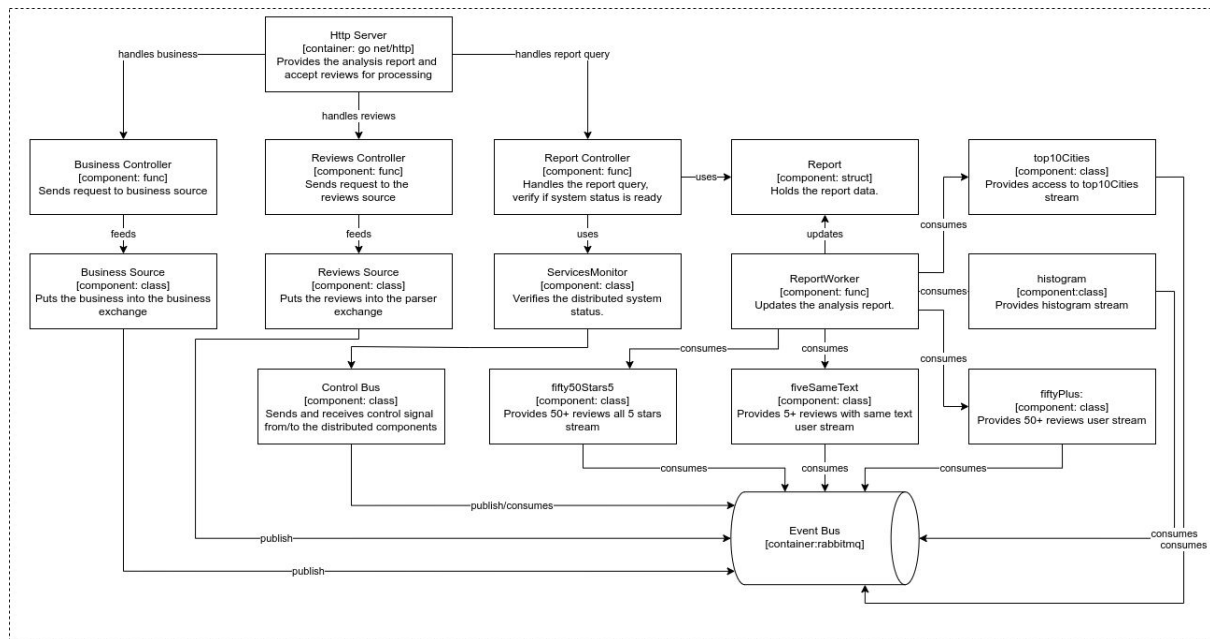 Http Server
[container: go net/http]
Provides the analysis report and
accept reviews for processing
handles business
handles report query
handles reviews
Business Controller
[component: func]
Sends request to business source
Reviews Controller
[component: func]
Sends request to the
reviews source
Report Controller
[component: func]
Handles the report query,
verify if system status is ready
uses
Report
[component: struct]
Holds the report data.
top10Cities
[component: class]
Provides access to top10Cities
stream
feeds
feeds
uses
updates
consumes
Business Source
[component: class]
Puts the business into the business
exchange
Reviews Source
[component: class]
Puts the reviews into the parser
exchange
ServicesMonitor
[component: class]
Verifies the distributed system
status.
ReportWorker
[component: func]
Updates the analysis report.
consumes
histogram
[component:class]
Provides histogram stream
consumes
consumes
consumes
Control Bus
[component: class]
Sends and receives control signal
from/to the distributed components
fifty50Stars5
[component: class]
Provides 50+ reviews all 5 stars
stream
fiveSameText
[component: class]
Provides 5+ reviews with same text
user stream
fiftyPlus:
[component: class]
Provides 50+ reviews user stream
consumes
consumes
consumes
publish/consumes
Event Bus
[container:rabbitmq]
publish
consumes
consumes
publish